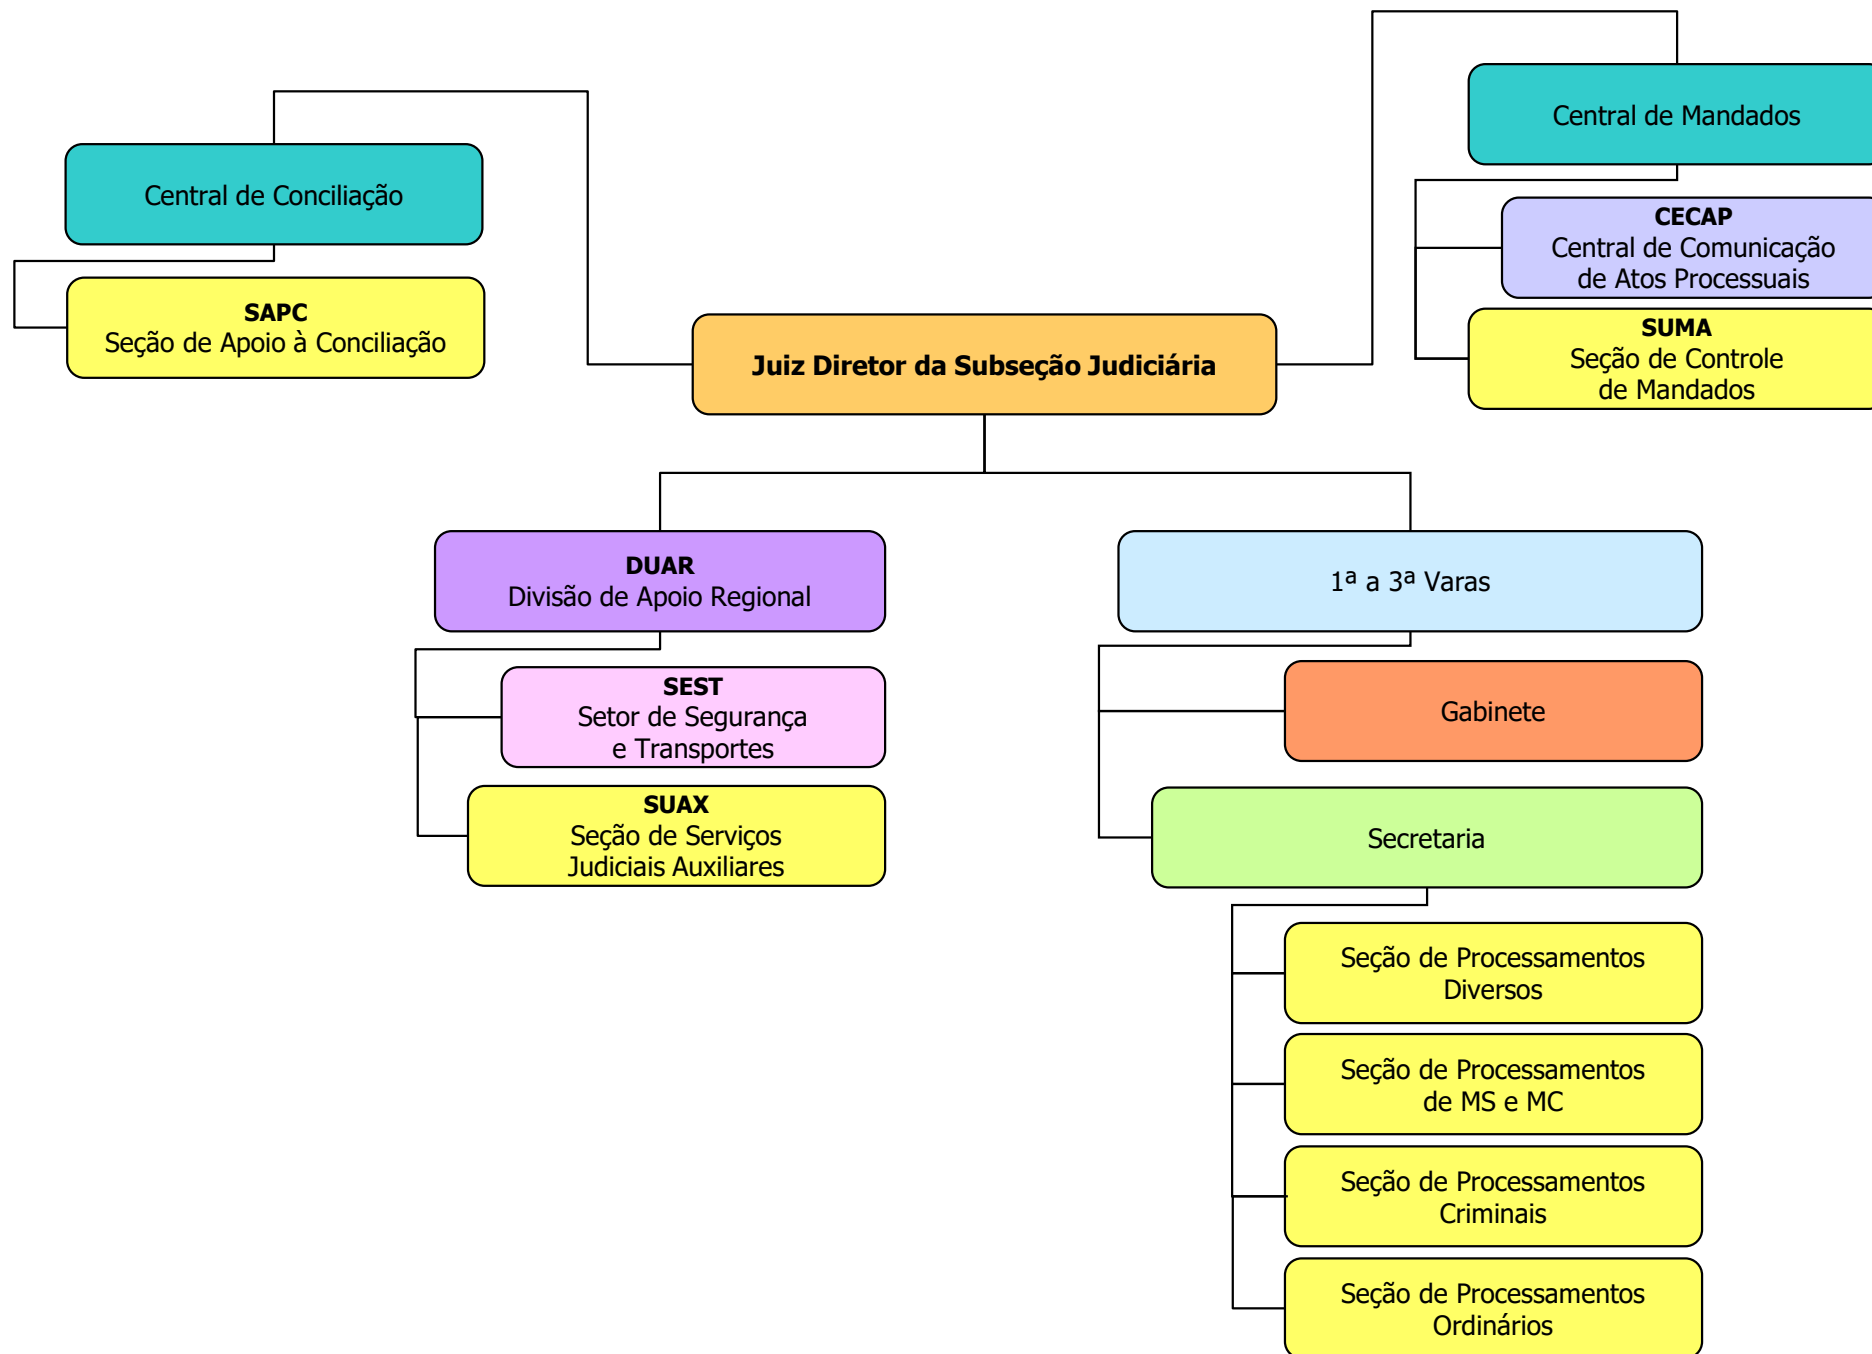 Central de Mandados
Central de Conciliação
CECAP
Central de Comunicação
de Atos Processuais
SAPC
Seção de Apoio à Conciliação
SUMA
Seção de Controle
de Mandados
Juiz Diretor da Subseção Judiciária
DUAR
Divisão de Apoio Regional
1ª a 3ª Varas
SEST
Setor de Segurança
e Transportes
Gabinete
SUAX
Seção de Serviços
Judiciais Auxiliares
Secretaria
Seção de Processamentos
Diversos
Seção de Processamentos
de MS e MC
Seção de Processamentos
Criminais
Seção de Processamentos
Ordinários